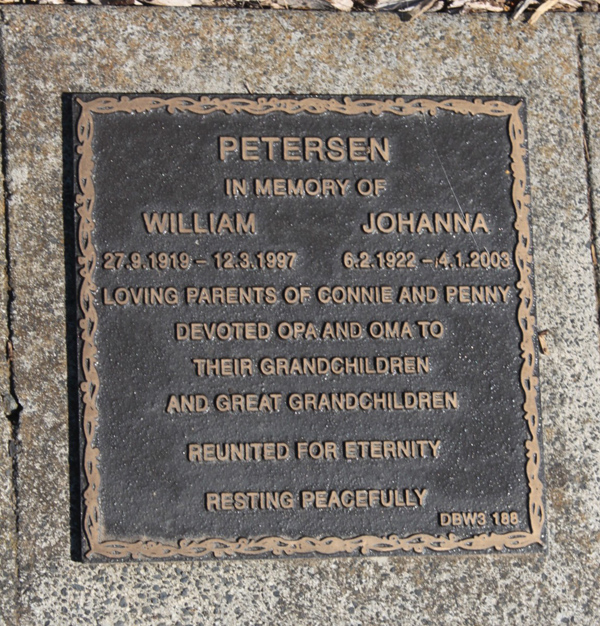 PETERSEN
IN MEMORY OF
WILLIAM JOHANNA
27.9.1919 - 12.3.1997 6.2.1922 - 4.1.2003
LOVING PARENTS OF CONNIE AND PENNY
DEVOTED OPA AND OMA TO
THEIR GRANDCHILDREN
AND GREAT GRANDCHILDREN
REUNITED FOR ETERNITY
RESTING PEACEFULLY
DBW3 188